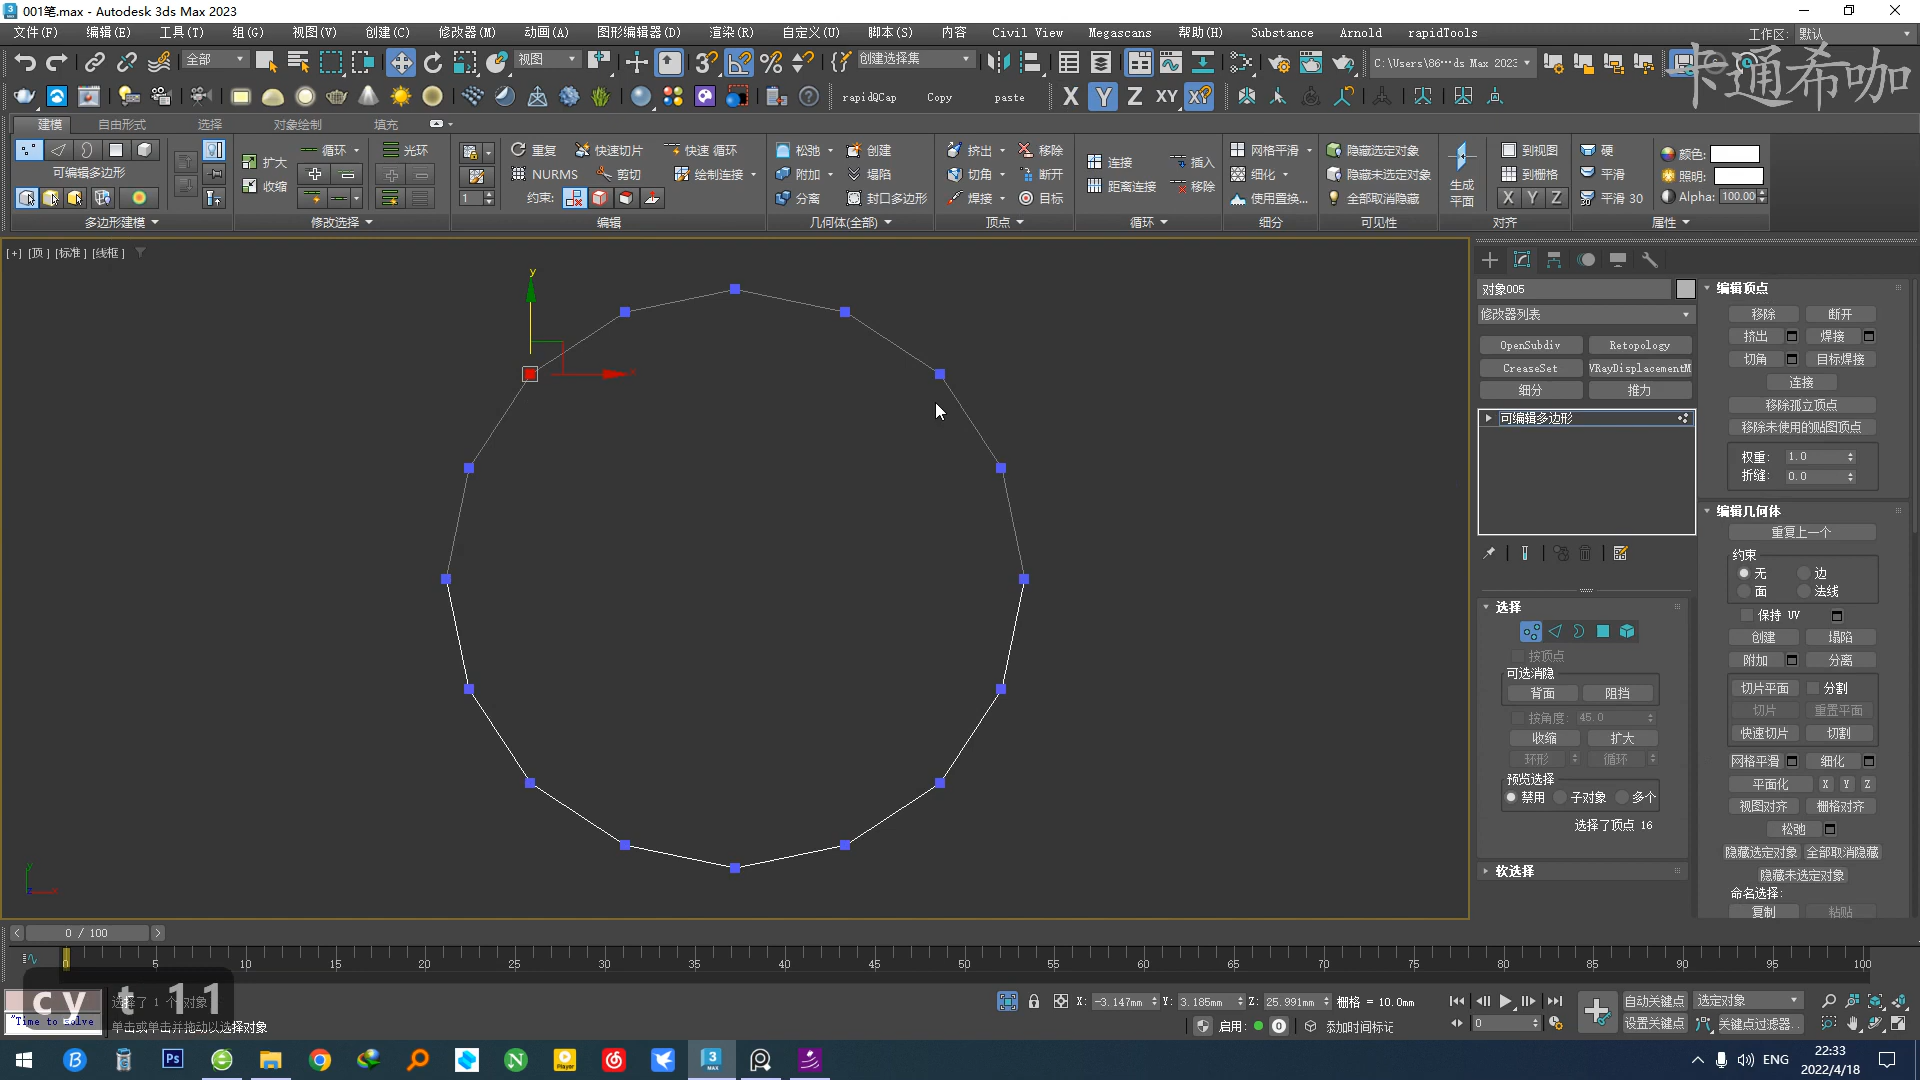 001笔.max - Autodesk 3ds Max 2023
文件(F) 编辑(E) 工具(T) 组(G) 视图(V) 创建(C) 修改器(M) 动画(A) 图形编辑器(D) 渲染(R) 自定义(U) 脚本(S) 内容 Civil View Megascans 帮助(H) Substance Arnold rapidTools 工作区: 默认
卡通希咖
全部 视图 创建选择集 C:\Users\86···ds Max 2023
rapidQCap Copy paste X Y Z XY XY
建模 自由形式 选择 对象绘制 填充
扩大 循环 光环 重复 快速切片 快速 循环 松弛 创建 挤出 移除 网格平滑 隐藏选定对象 到视图 硬 颜色:
可编辑多边形 连接 插入
收缩 NURMS 剪切 绘制连接 附加 塌陷 切角 断开 细化 隐藏未选定对象 到栅格 平滑 照明:
距离连接 移除 生成平面
1 约束: 分离 封口多边形 焊接 目标 使用置换... 全部取消隐藏 X Y Z 平滑 30 Alpha: 100.00
多边形建模 修改选择 编辑 几何体(全部) 顶点 循环 细分 可见性 对齐 属性
[+] [顶] [标准] [线框]
y
x
对象005
修改器列表
OpenSubdiv Retopology
CreaseSet VRayDisplacementM
细分 推力
可编辑多边形
选择
按顶点
可选消隐
背面 阻挡
按角度: 45.0
收缩 扩大
环形 循环
预览选择
禁用 子对象 多个
选择了顶点 16
软选择
编辑顶点
移除 断开
挤出 焊接
切角 目标焊接
连接
移除孤立顶点
移除未使用的贴图顶点
权重: 1.0
折缝: 0.0
编辑几何体
重复上一个
约束
无 边
面 法线
保持 UV
创建 塌陷
附加 分离
切片平面 分割
切片 重置平面
快速切片 切割
网格平滑 细化
平面化 X Y Z
视图对齐 栅格对齐
松弛
隐藏选定对象 全部取消隐藏
隐藏未选定对象
命名选择:
复制 粘贴
0 / 100
0 5 10 15 20 25 30 35 40 45 50 55 60 65 70 75 80 85 90 95 100
cy t 11
选择了 1 个 对象
"Time to solve
单击或单击并拖动以选择对象
X: -3.147mm Y: 3.185mm Z: 25.991mm 栅格 = 10.0mm
启用: 0 添加时间标记
0
自动关键点 选定对象
设置关键点 关键点过滤器...
Ps Player 3 MAX
ENG 22:33
2022/4/18